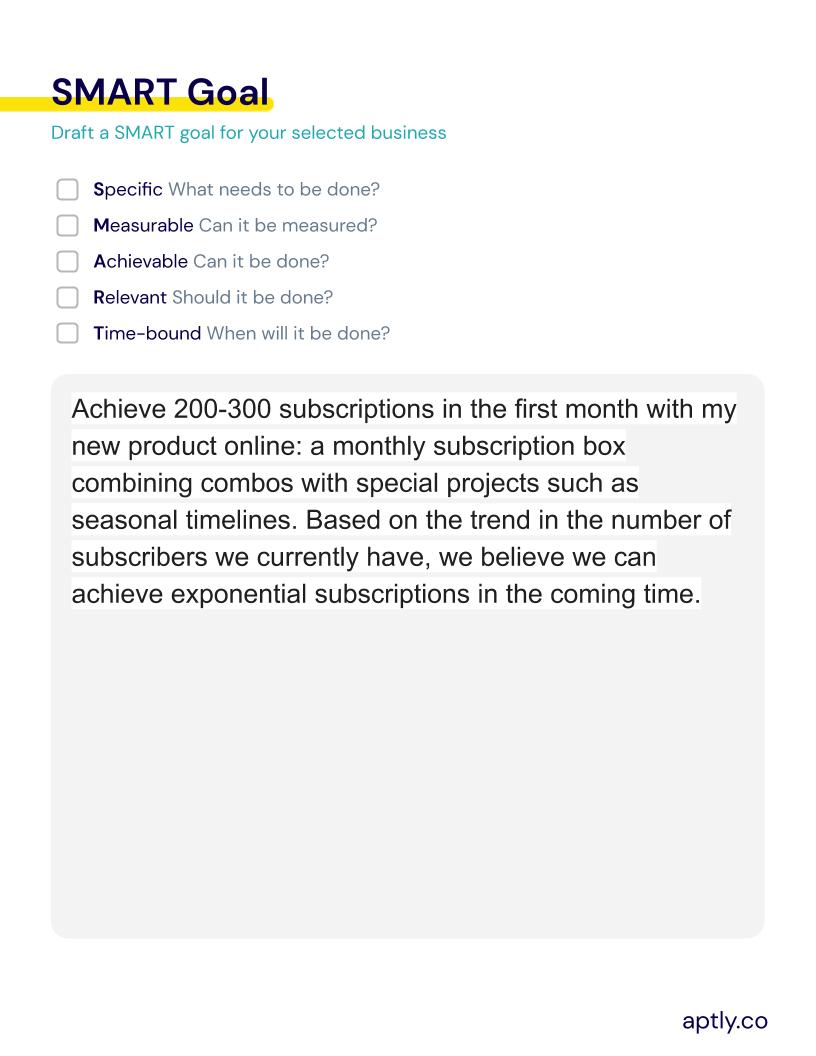 SMART Goal
Draft a SMART goal for your selected business
Specific What needs to be done?
Measurable Can it be measured?
Achievable Can it be done?
Relevant Should it be done?
Time-bound When will it be done?
Achieve 200-300 subscriptions in the first month with my
new product online: a monthly subscription box
combining combos with special projects such as
seasonal timelines. Based on the trend in the number of
subscribers we currently have, we believe we can
achieve exponential subscriptions in the coming time.
aptly.co